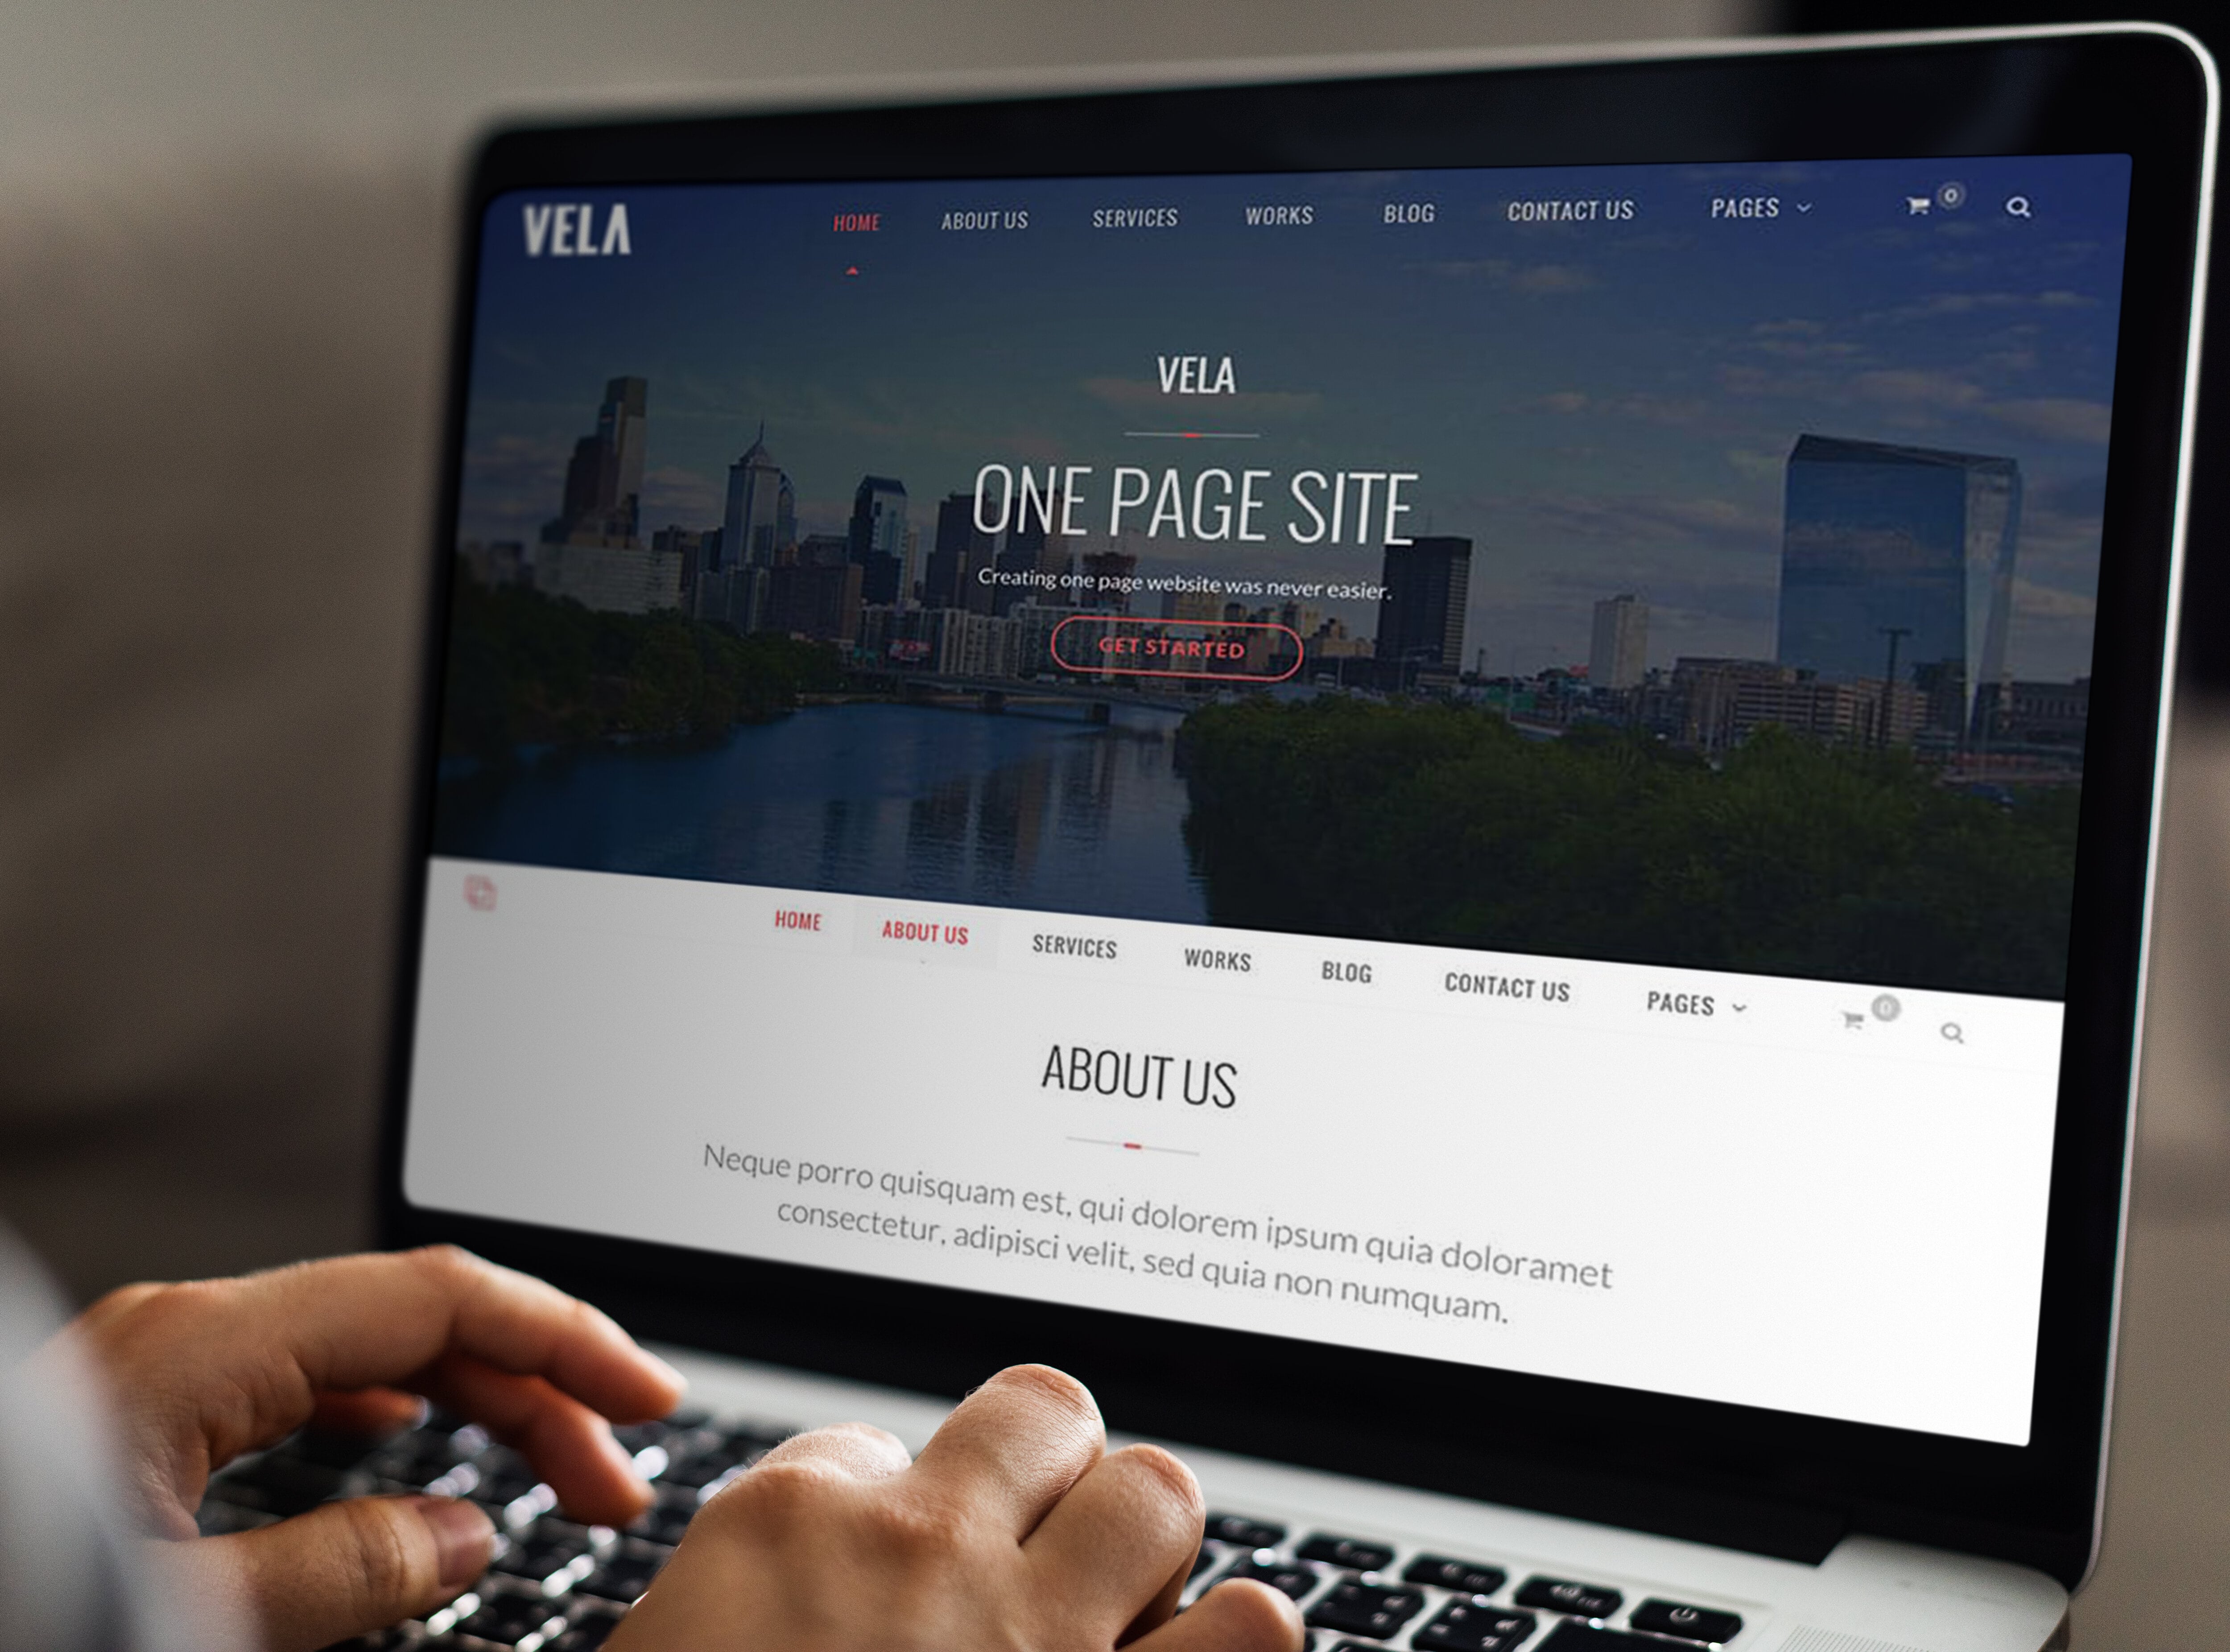 VELA
HOME ABOUT US SERVICES WORKS BLOG CONTACT US PAGES 0
VELA
ONE PAGE SITE
Creating one page website was never easier.
GET STARTED
HOME ABOUT US SERVICES WORKS BLOG CONTACT US PAGES 0
ABOUT US
Neque porro quisquam est, qui dolorem ipsum quia doloramet
consectetur, adipisci velit, sed quia non numquam.